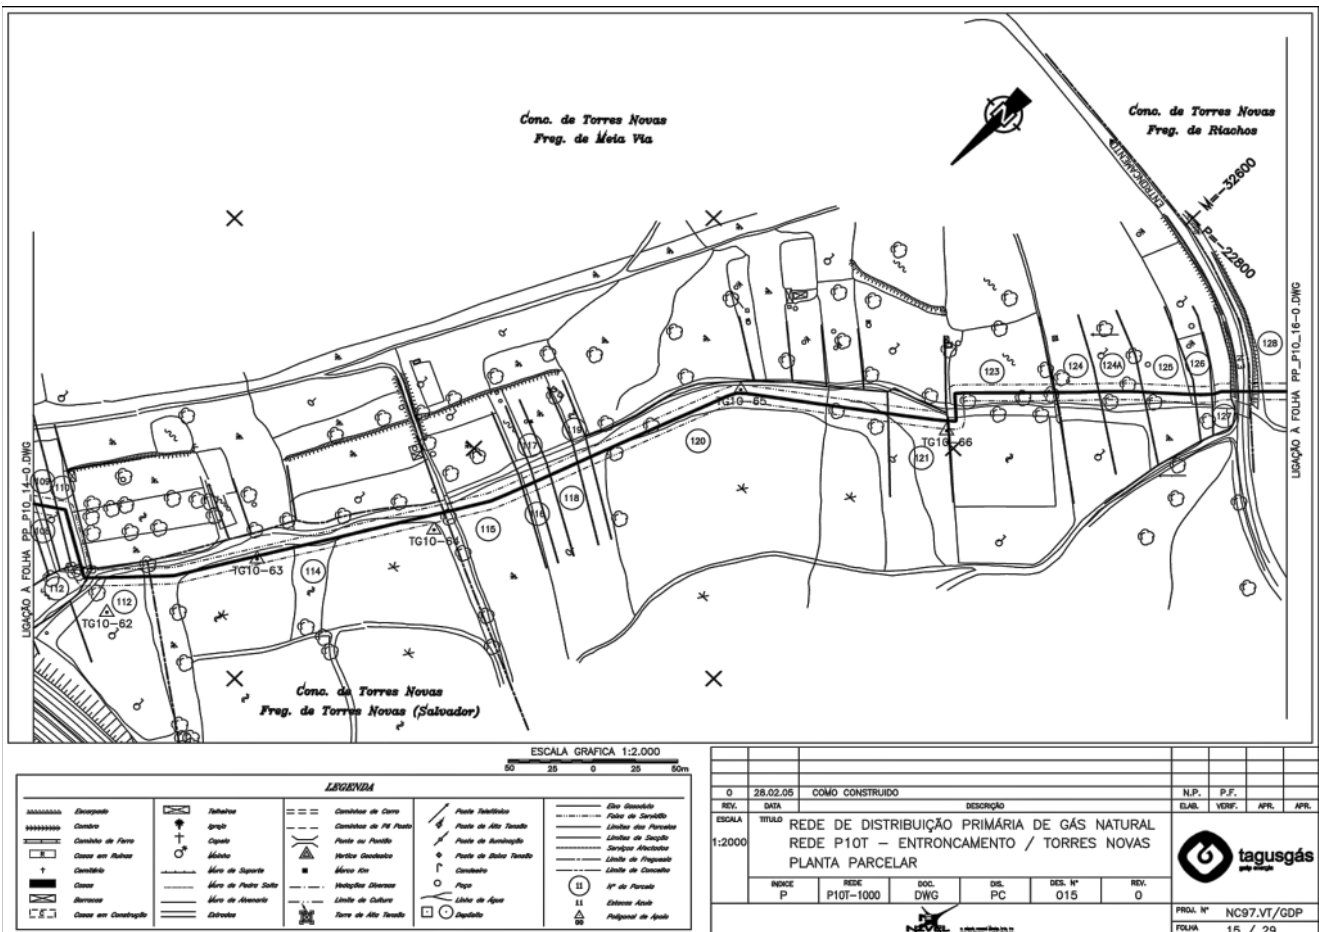 Conc. de Torres Novas
Freg. de Meia Via
Conc. de Torres Novas
Freg. de Riachos
ENTRONCAMENTO
M=-32600
P=-22800
N
E.N.
LIGAÇÃO À FOLHA PP_P10_14-0.DWG
LIGAÇÃO À FOLHA PP_P10_16-0.DWG
128
123
124
124A
125
126
127
TG10-65
TG10-66
119
117
120
121
109
110
118
116
115
TG10-64
TG10-63
114
112
112
TG10-62
Conc. de Torres Novas
Freg. de Torres Novas (Salvador)
ESCALA GRAFICA 1:2.000
50 25 0 25 50m
LEGENDA
Escarpado
Combro
Caminho de Ferro
Casas em Ruinas
Cemitério
Casas
Barracas
Casas em Construção
Telheiros
Igreja
Capela
Moinho
Muro de Suporte
Muro de Pedra Solta
Muro de Alvenaria
Estradas
Caminhos de Carro
Caminhos de Pé Posto
Ponte ou Pontão
Vertice Geodesico
Marco Km
Vedações Diversas
Limite de Cultura
Torre de Alta Tensão
Poste Telefónico
Poste de Alta Tensão
Poste de Iluminação
Poste de Baixa Tensão
Candeeiro
Poço
Linha de Água
Depósito
Eixo Gasoduto
Faixa de Servidão
Limites das Parcelas
Limites de Secção
Serviços Afectados
Limite de Freguesia
Limite de Concelho
11 Nº da Parcela
11 Estacas Azuis
Poligonal de Apoio
0 28.02.05 COMO CONSTRUIDO N.P. P.F.
REV. DATA DESCRIÇÃO ELAB. VERIF. APR. APR.
ESCALA
1:2000
TITULO
REDE DE DISTRIBUIÇÃO PRIMÁRIA DE GÁS NATURAL
REDE P10T - ENTRONCAMENTO / TORRES NOVAS
PLANTA PARCELAR
INDICE REDE DOC. DIS. DES. Nº REV.
P P10T-1000 DWG PC 015 0
tagusgás
galp energia
NIVEL
PROJ. Nº NC97.VT/GDP
FOLHA 15 / 29